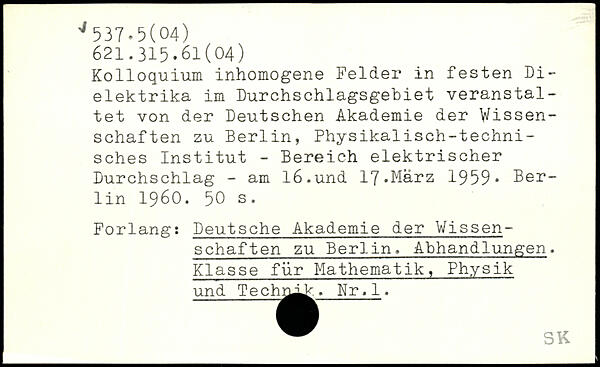 537.5(04)
621.315.61(04)
Kolloquium inhomogene Felder in festen Di-
elektrika im Durchschlagsgebiet veranstal-
tet von der Deutschen Akademie der Wissen-
schaften zu Berlin, Physikalisch-techni-
sches Institut - Bereich elektrischer
Durchschlag - am 16.und 17.März 1959. Ber-
lin 1960. 50 s.
Forlang: Deutsche Akademie der Wissen-
schaften zu Berlin. Abhandlungen.
Klasse für Mathematik, Physik
und Technik. Nr.1.
SK